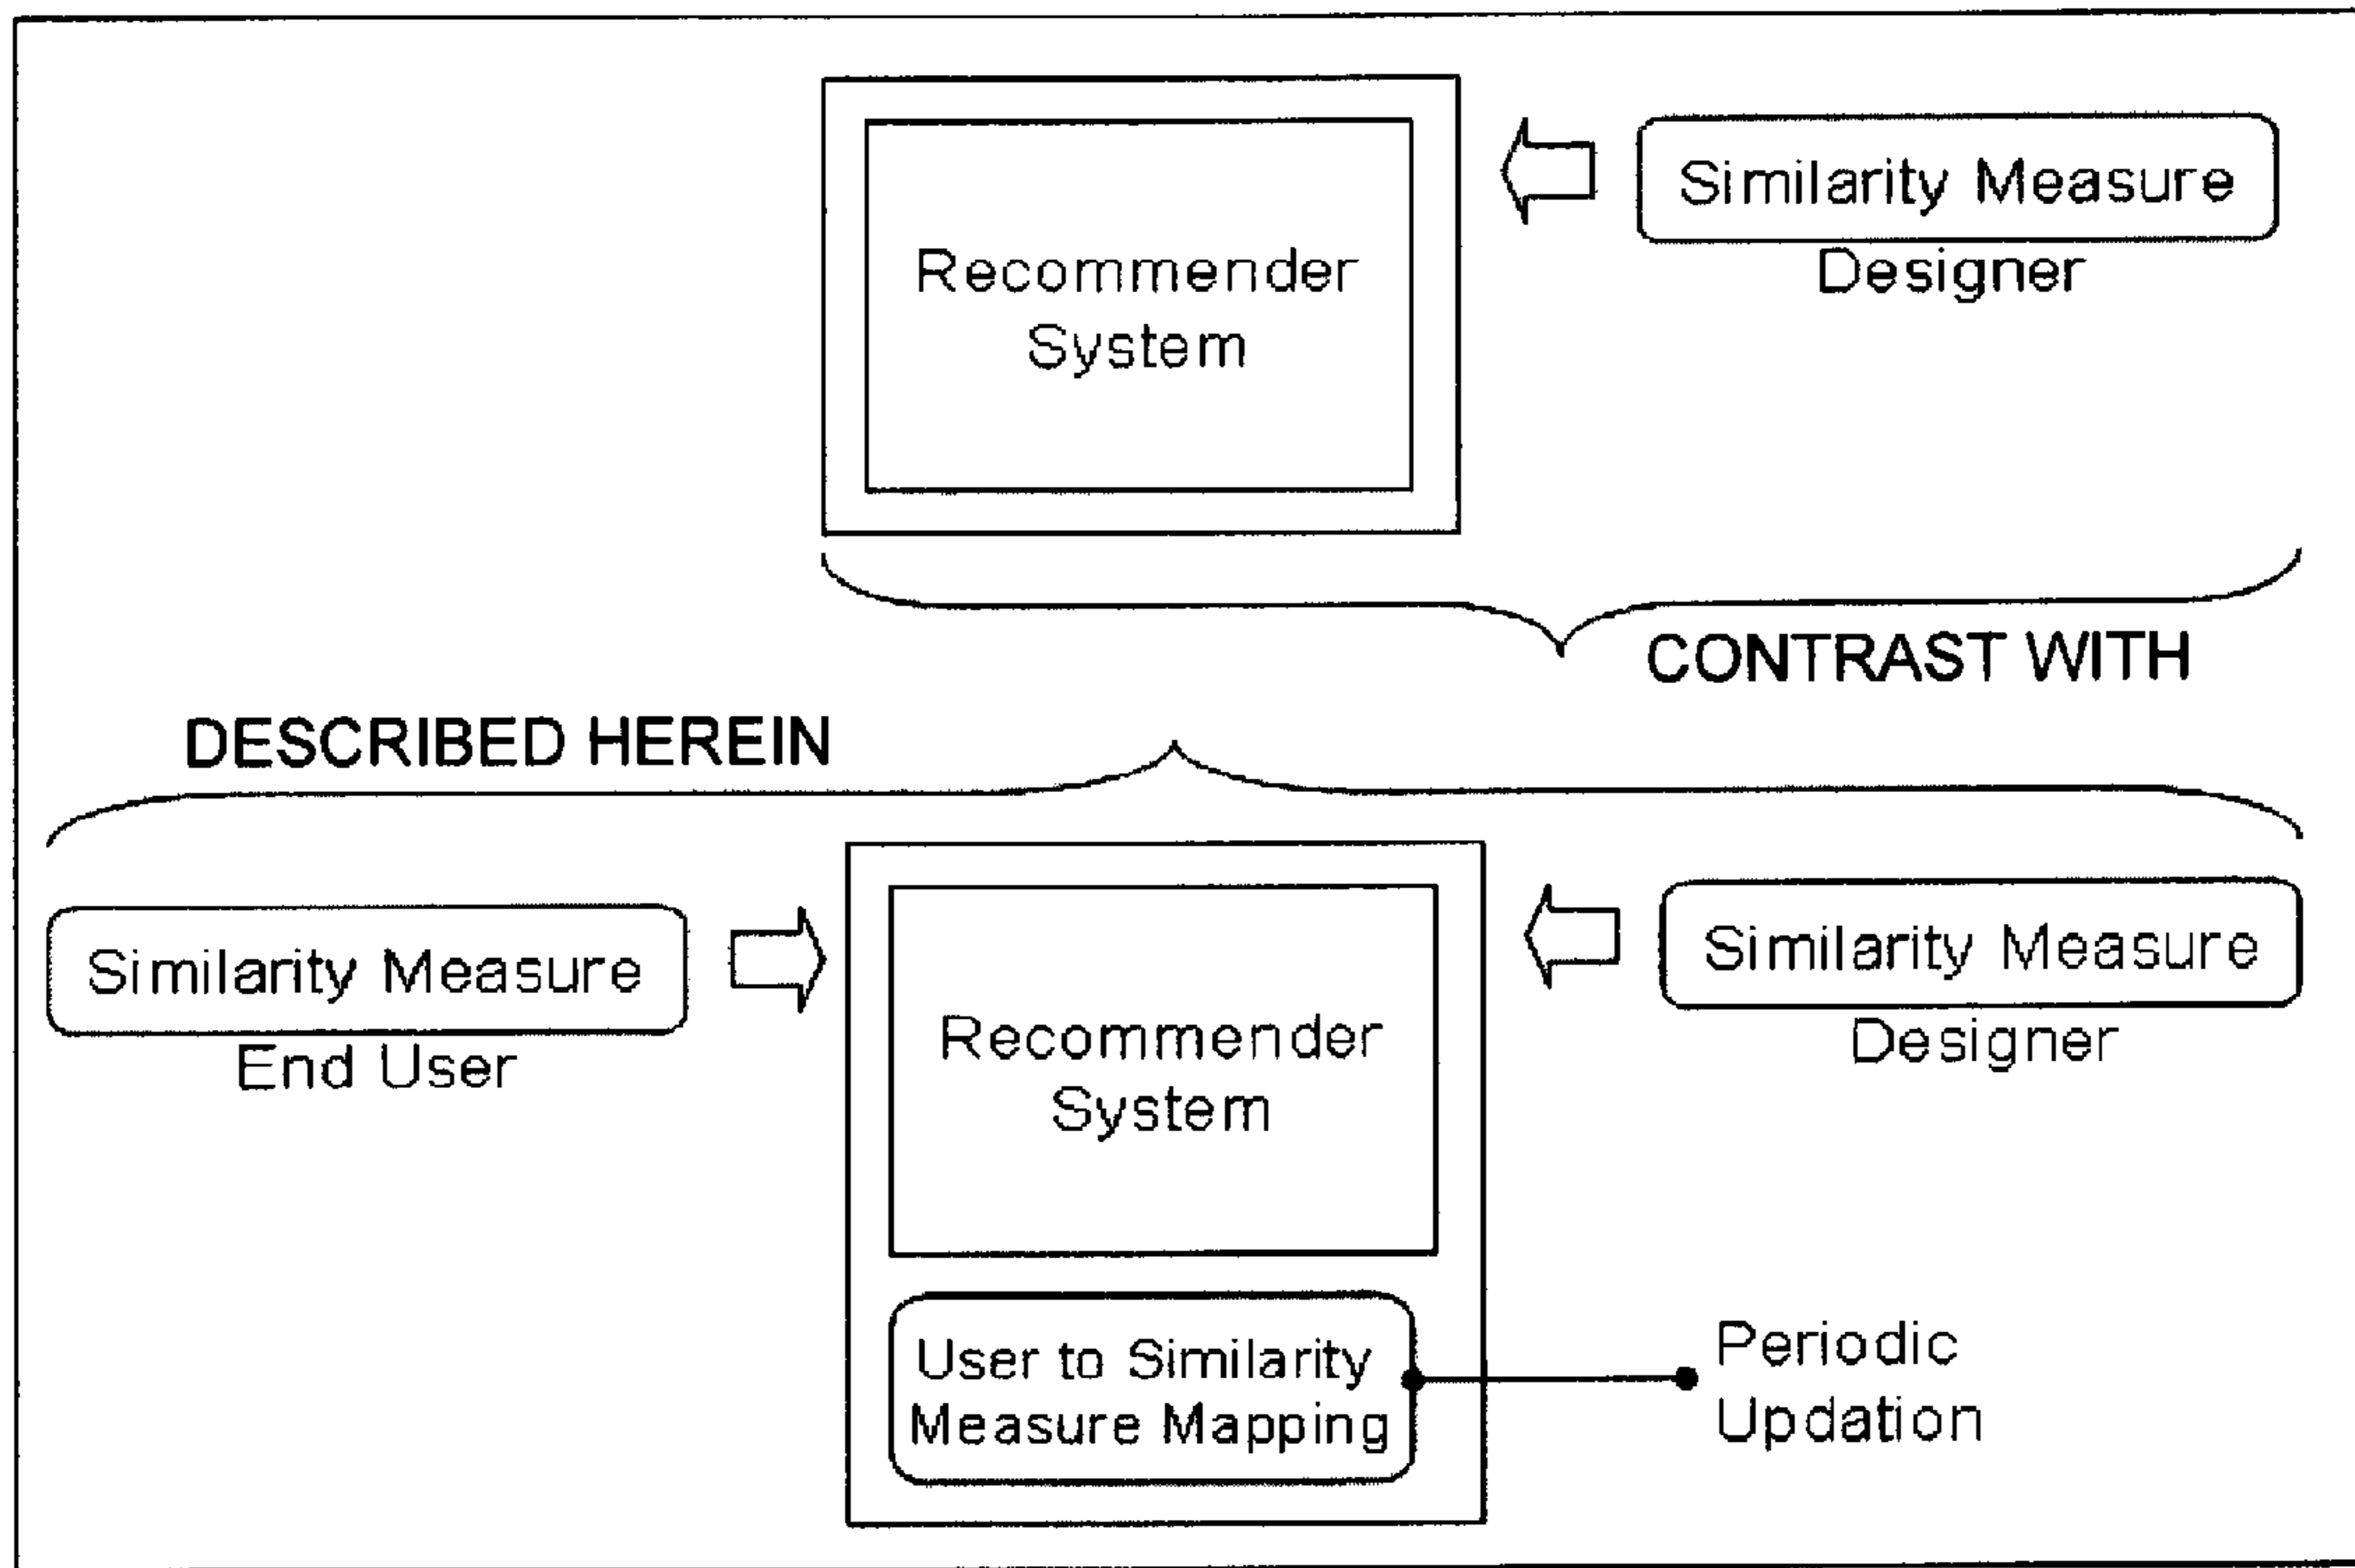 Recommender
System
Similarity Measure
Designer
CONTRAST WITH
DESCRIBED HEREIN
Similarity Measure
End User
Recommender
System
Similarity Measure
Designer
User to Similarity
Measure Mapping
Periodic
Updation